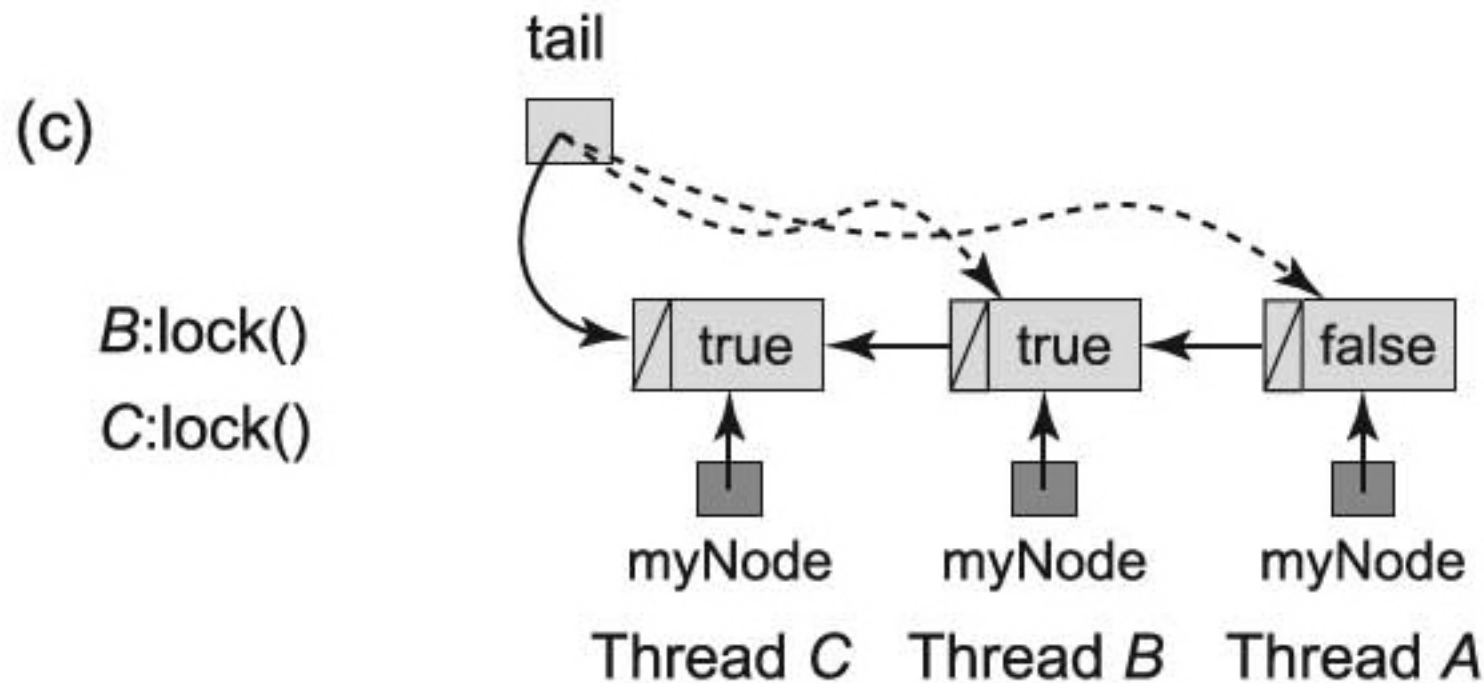 tail
(c)
B:lock()
C:lock()
true
true
false
myNode
myNode
myNode
Thread C
Thread B
Thread A